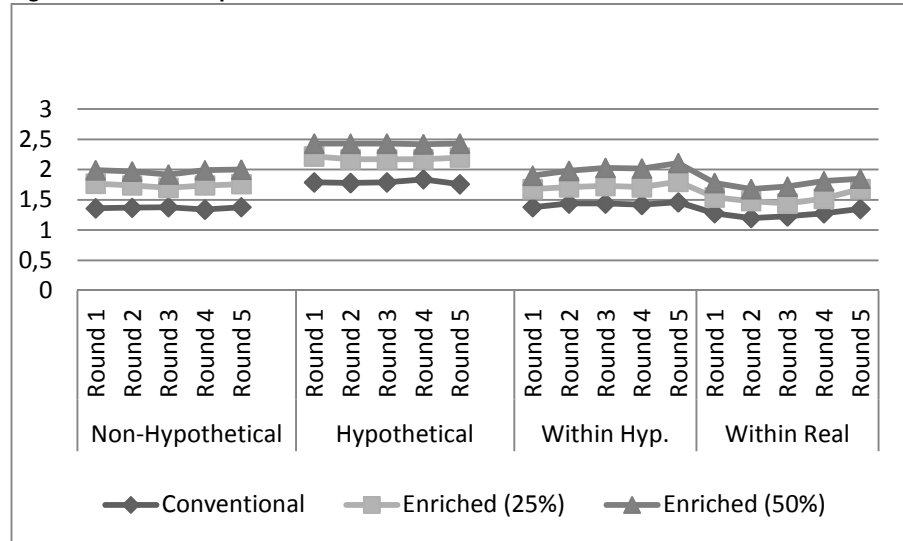 3
2,5
2
1,5
1
0,5
0
Round 1
Round 2
Round 3
Round 4
Round 5
Round 1
Round 2
Round 3
Round 4
Round 5
Round 1
Round 2
Round 3
Round 4
Round 5
Round 1
Round 2
Round 3
Round 4
Round 5
Non-Hypothetical
Hypothetical
Within Hyp.
Within Real
Conventional
Enriched (25%)
Enriched (50%)